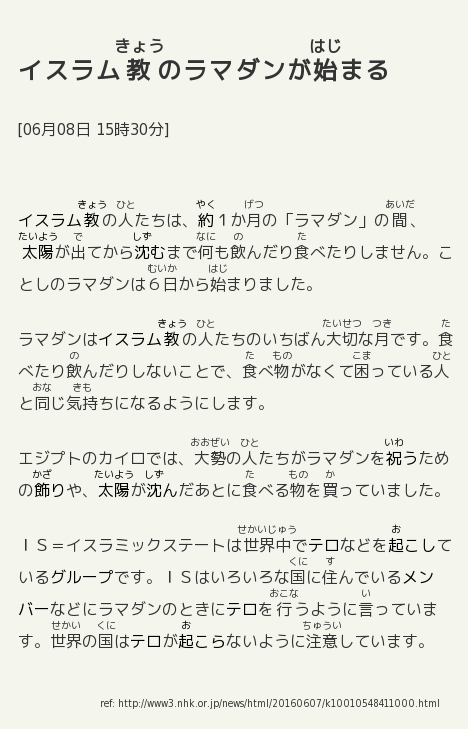 イスラム教のラマダンが始まる
[06月08日 15時30分]
イスラム教の人たちは、約１か月の「ラマダン」の間、
太陽が出てから沈むまで何も飲んだり食べたりしません。こ
としのラマダンは６日から始まりました。
ラマダンはイスラム教の人たちのいちばん大切な月です。食
べたり飲んだりしないことで、食べ物がなくて困っている人
と同じ気持ちになるようにします。
エジプトのカイロでは、大勢の人たちがラマダンを祝うため
の飾りや、太陽が沈んだあとに食べる物を買っていました。
ＩＳ＝イスラミックステートは世界中でテロなどを起こして
いるグループです。ＩＳはいろいろな国に住んでいるメン
バーなどにラマダンのときにテロを行うように言っていま
す。世界の国はテロが起こらないように注意しています。
ref: http://www3.nhk.or.jp/news/html/20160607/k10010548411000.html